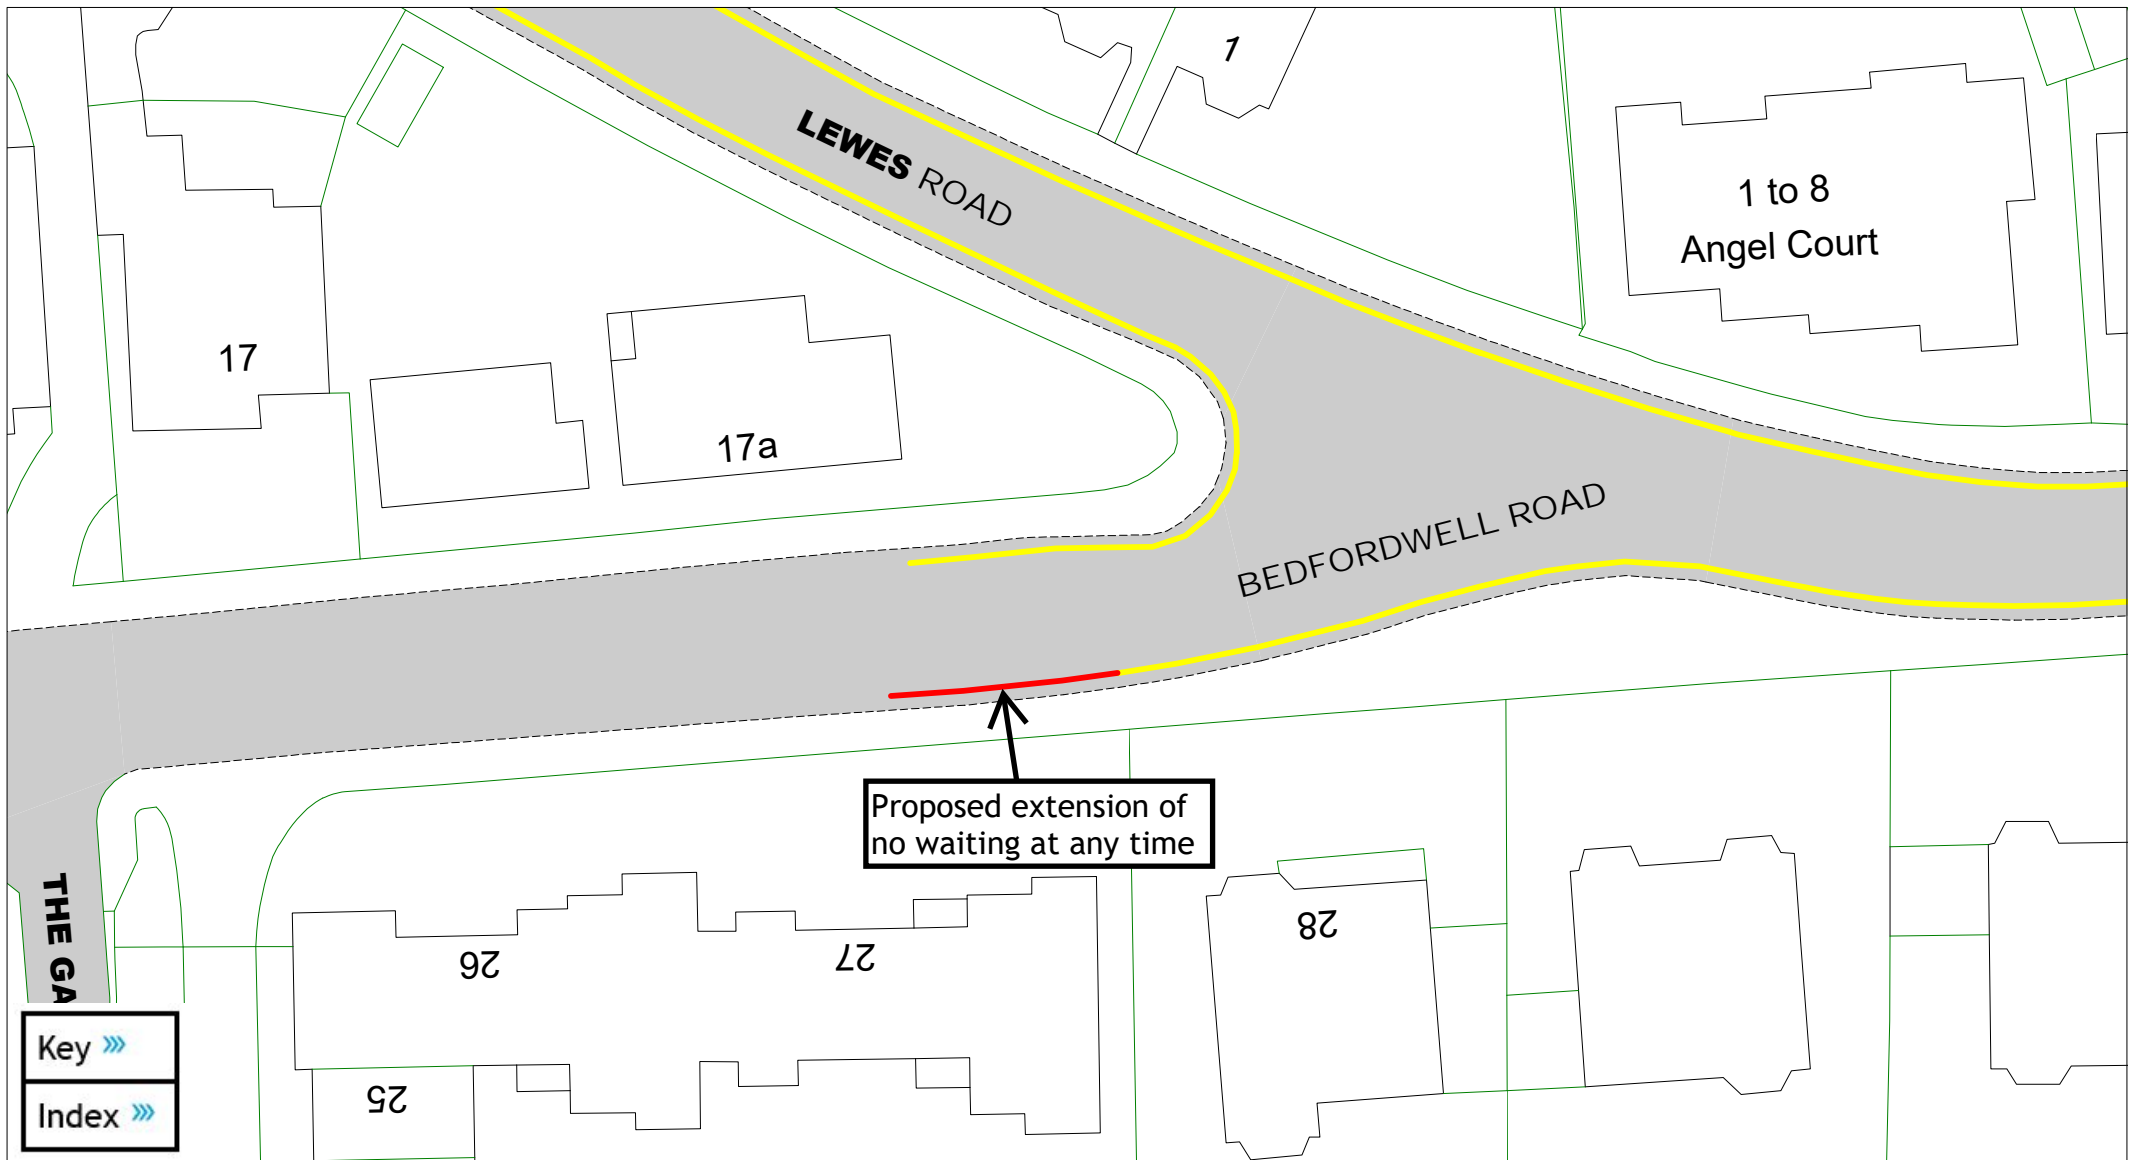 1
LEWES ROAD
1 to 8
Angel Court
17
17a
BEDFORDWELL ROAD
Proposed extension of
no waiting at any time
THE GA
28
26
27
25
Key »»
Index »»